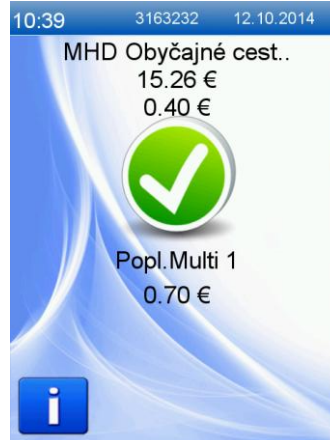 10:39 3163232 12.10.2014
MHD Obyčajné cest..
15.26 €
0.40 €
Popl.Multi 1
0.70 €
i